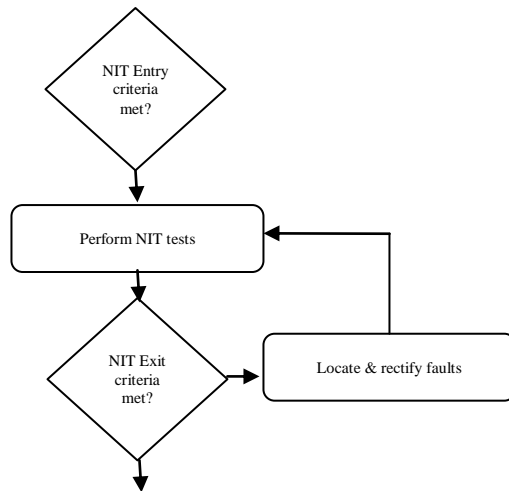 NIT Entry
criteria
met?
Perform NIT tests
NIT Exit
criteria
met?
Locate & rectify faults